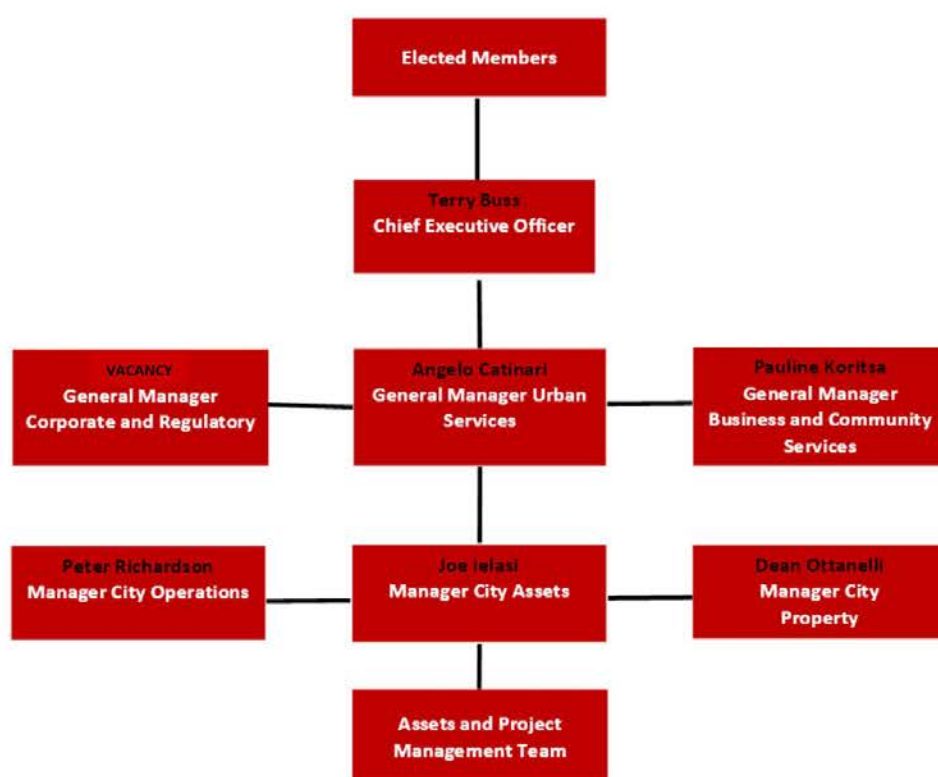 Elected Members
Terry Buss
Chief Executive Officer
VACANCY
General Manager
Corporate and Regulatory
Angelo Catinari
General Manager Urban
Services
Pauline Koritsa
General Manager
Business and Community
Services
Peter Richardson
Manager City Operations
Joe Ielasi
Manager City Assets
Dean Ottanelli
Manager City
Property
Assets and Project
Management Team